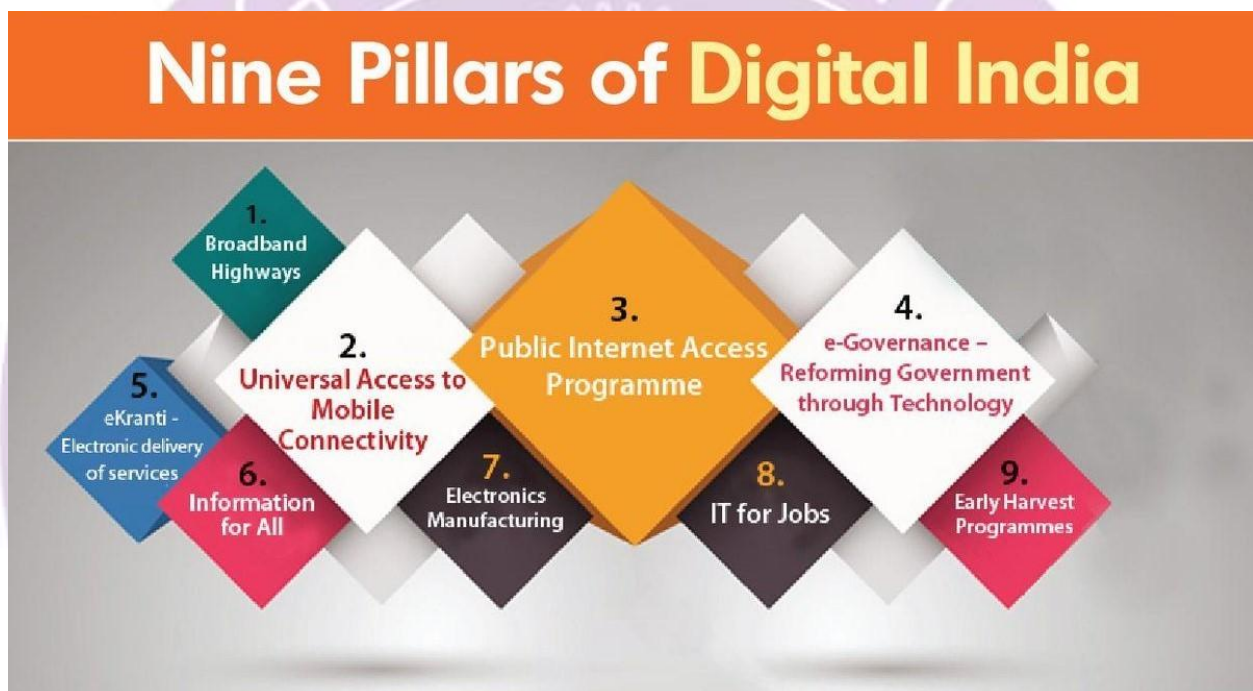 Nine Pillars of Digital India
1.
Broadband
Highways
2.
Universal Access to
Mobile
Connectivity
3.
Public Internet Access
Programme
4.
e-Governance –
Reforming Government
through Technology
5.
eKranti -
Electronic delivery
of services
6.
Information
for All
7.
Electronics
Manufacturing
8.
IT for Jobs
9.
Early Harvest
Programmes